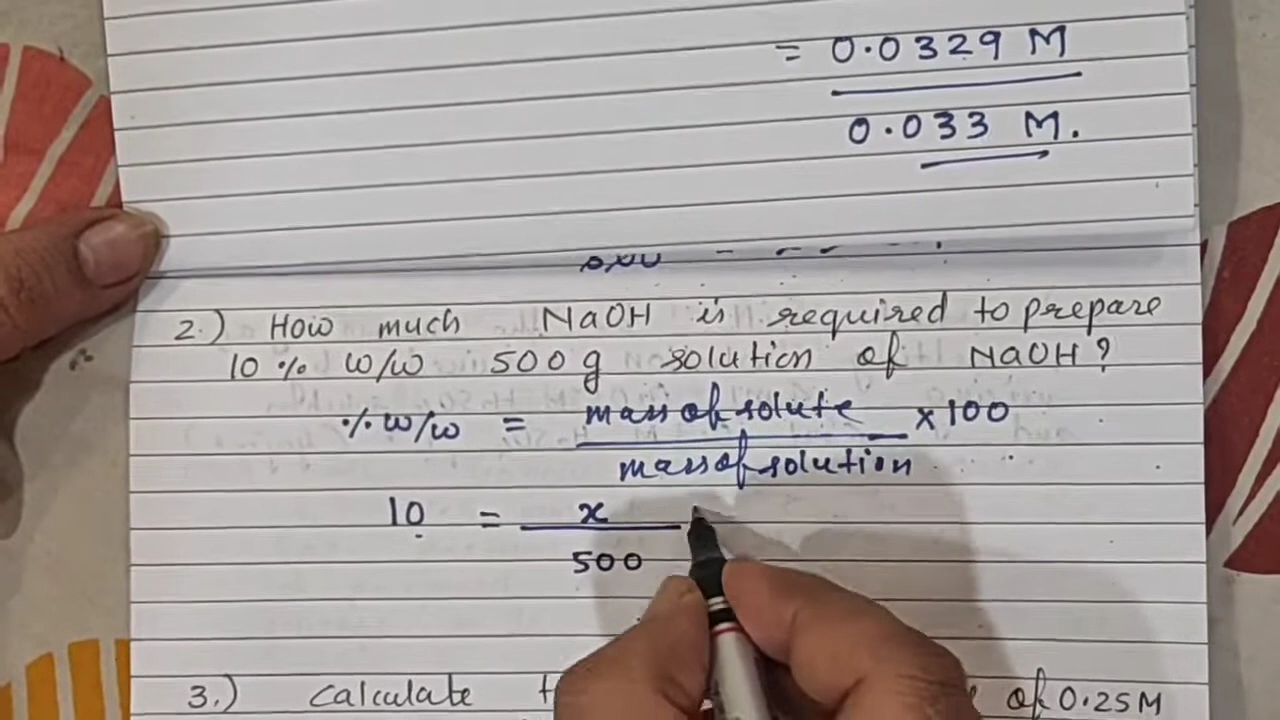 = 0.0329 M
0.033 M.
2.) How much NaOH is required to prepare
10 % w/w 500 g solution of NaOH?
% w/w = mass of solute × 100
mass of solution
10 = x
500
3.) Calculate of 0.25M